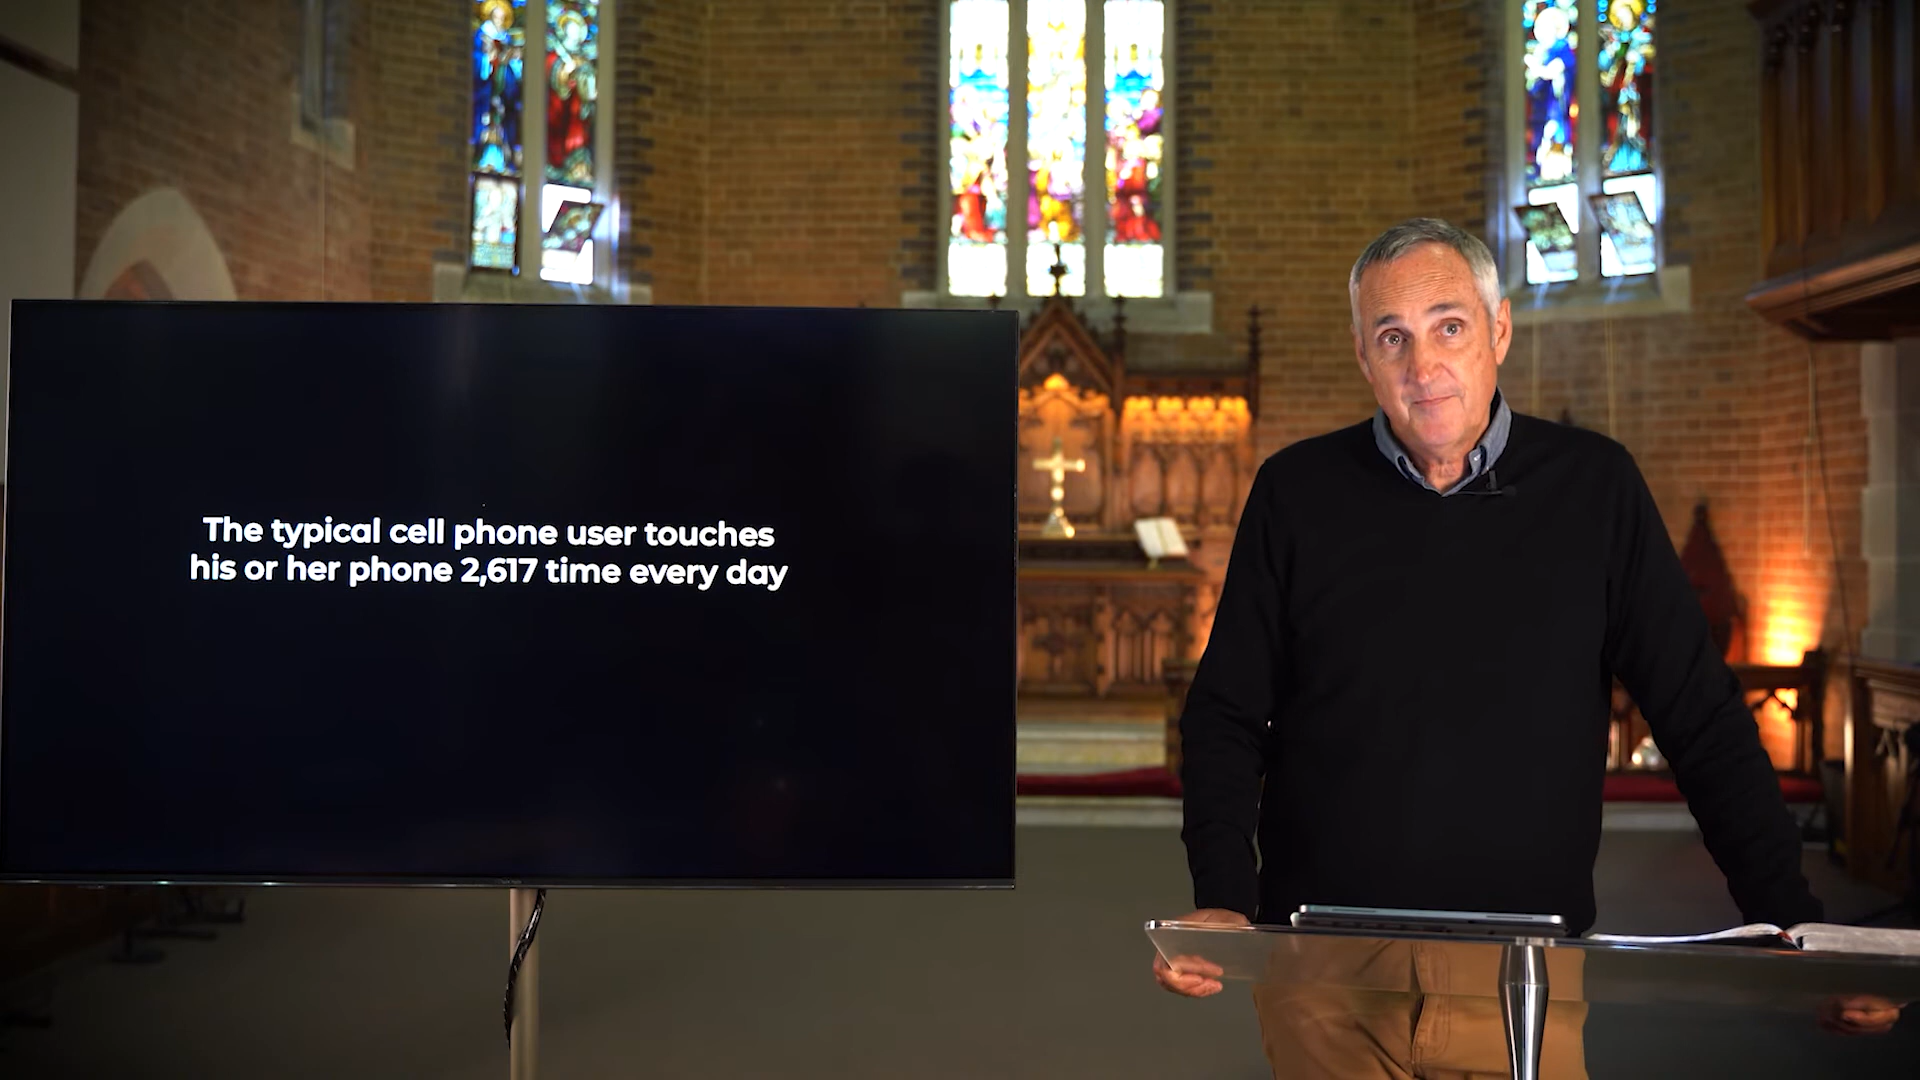 The typical cell phone user touches
his or her phone 2,617 time every day